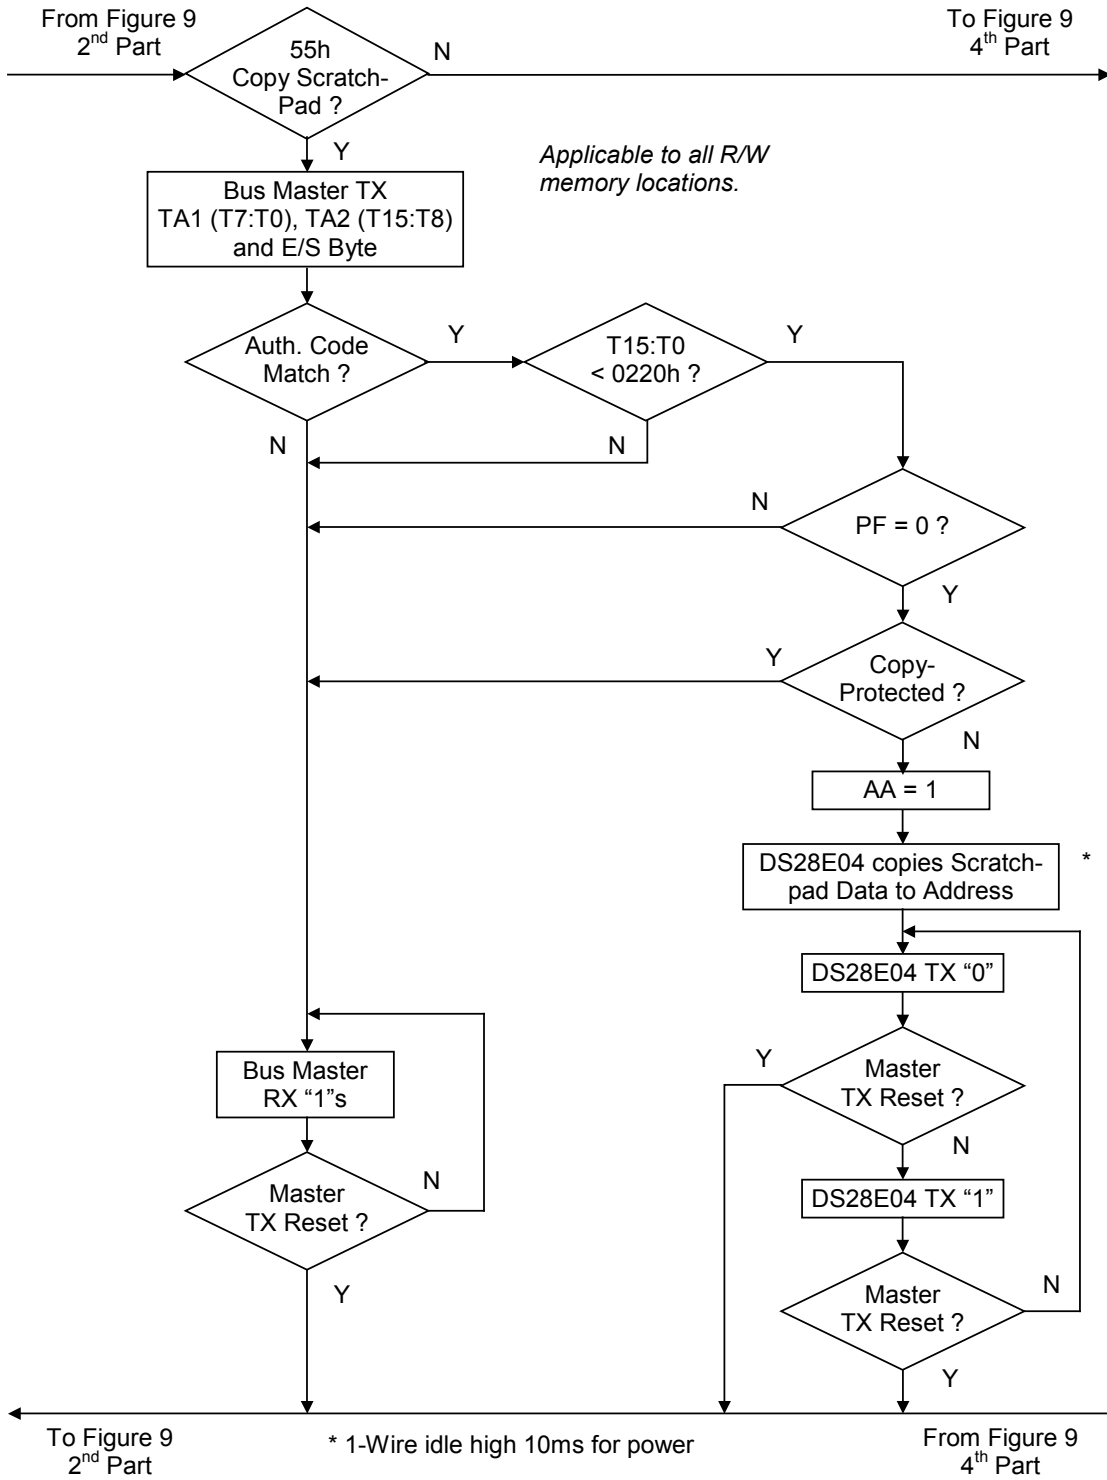 From Figure 9
2nd Part
To Figure 9
4th Part
55h
Copy Scratch-
Pad ?
N
Y
Applicable to all R/W
memory locations.
Bus Master TX
TA1 (T7:T0), TA2 (T15:T8)
and E/S Byte
Auth. Code
Match ?
Y
N
T15:T0
< 0220h ?
Y
N
PF = 0 ?
N
Y
Copy-
Protected ?
Y
N
AA = 1
DS28E04 copies Scratch-
pad Data to Address
*
DS28E04 TX “0”
Master
TX Reset ?
Y
N
DS28E04 TX “1”
Master
TX Reset ?
N
Y
Bus Master
RX “1”s
Master
TX Reset ?
N
Y
To Figure 9
2nd Part
* 1-Wire idle high 10ms for power
From Figure 9
4th Part